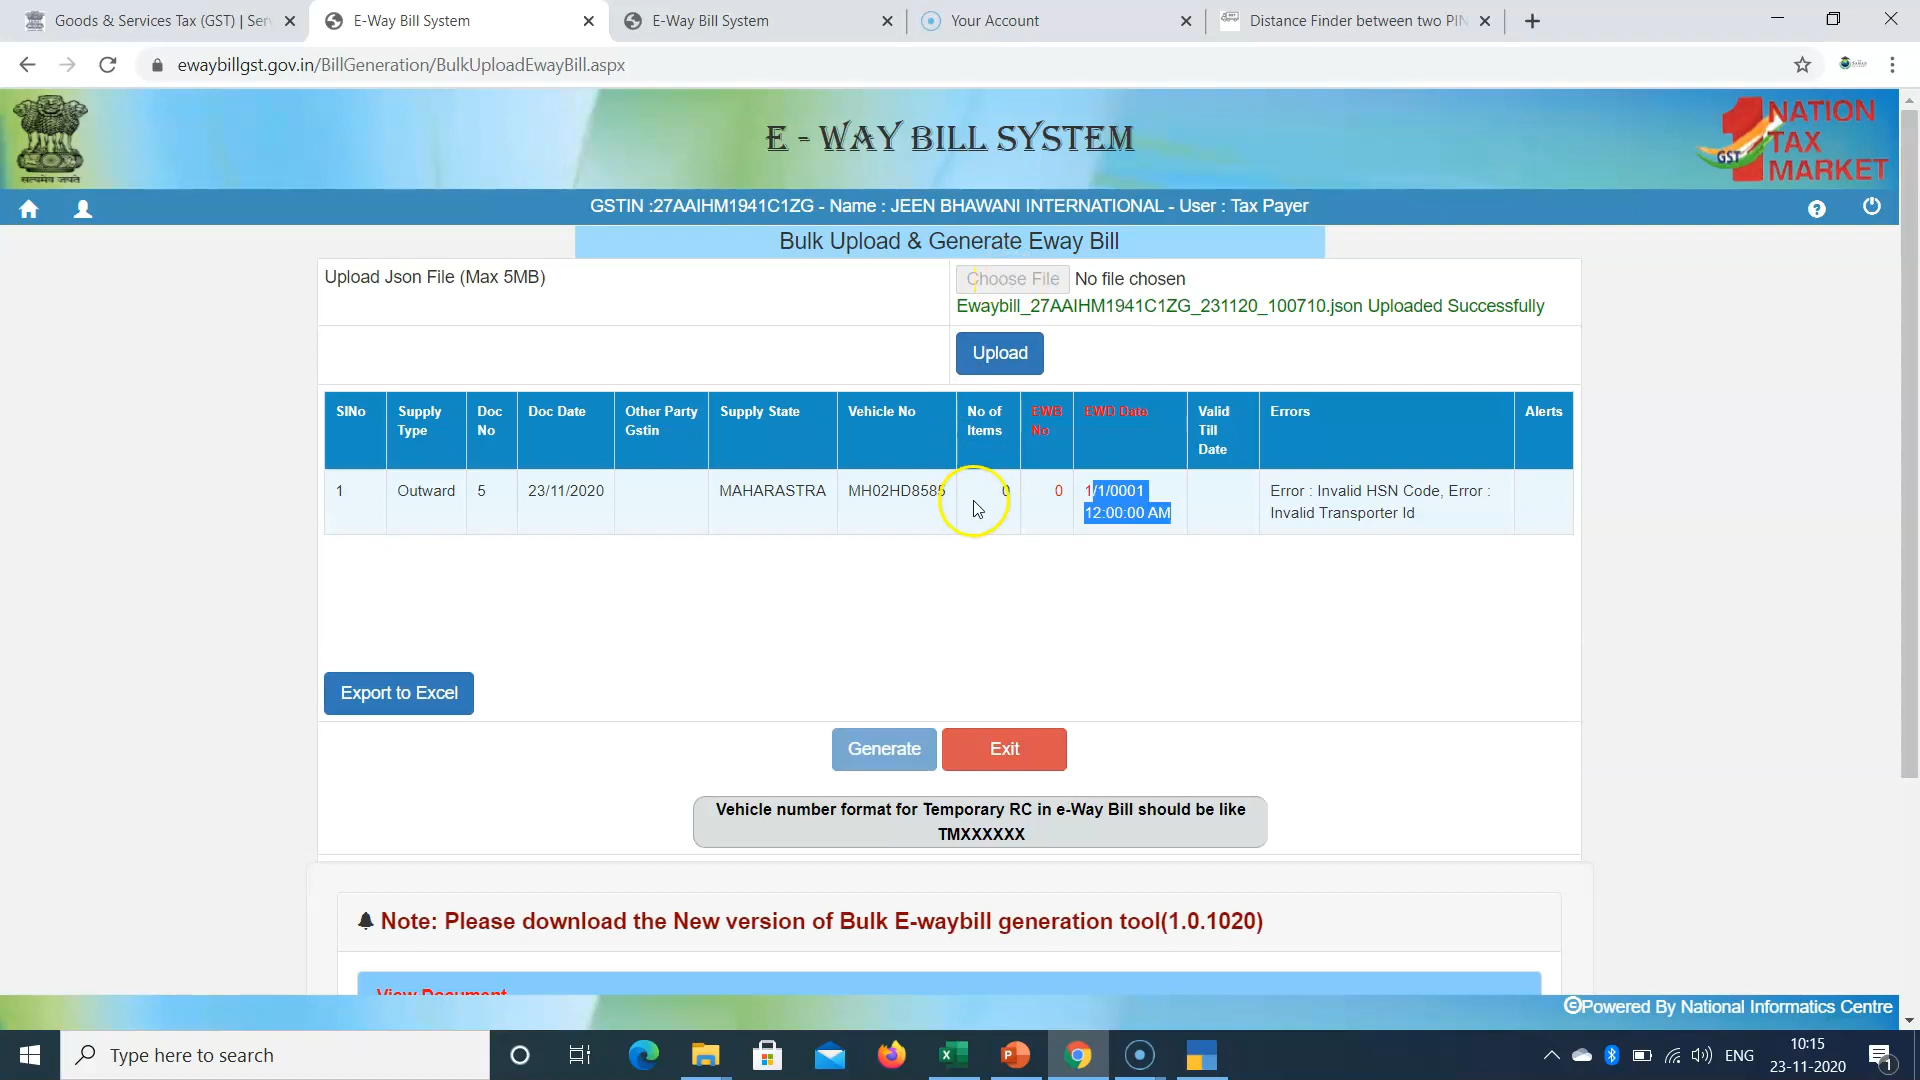 Goods & Services Tax (GST) | Ser
E-Way Bill System
E-Way Bill System
Your Account
Distance Finder between two PIN
ewaybillgst.gov.in/BillGeneration/BulkUploadEwayBill.aspx
सत्यमेव जयते
E - WAY BILL SYSTEM
1 NATION
TAX
MARKET
GST
GSTIN :27AAIHM1941C1ZG - Name : JEEN BHAWANI INTERNATIONAL - User : Tax Payer
Bulk Upload & Generate Eway Bill
Upload Json File (Max 5MB)
Choose File No file chosen
Ewaybill_27AAIHM1941C1ZG_231120_100710.json Uploaded Successfully
Upload
SlNo Supply Type Doc No Doc Date Other Party Gstin Supply State Vehicle No No of Items EWB No EWD Date Valid Till Date Errors Alerts
1 Outward 5 23/11/2020 MAHARASTRA MH02HD8585 0 0 1/1/0001 12:00:00 AM Error : Invalid HSN Code, Error : Invalid Transporter Id
Export to Excel
Generate Exit
Vehicle number format for Temporary RC in e-Way Bill should be like
TMXXXXXX
Note: Please download the New version of Bulk E-waybill generation tool(1.0.1020)
View Document
©Powered By National Informatics Centre
Type here to search
ENG
10:15
23-11-2020
1